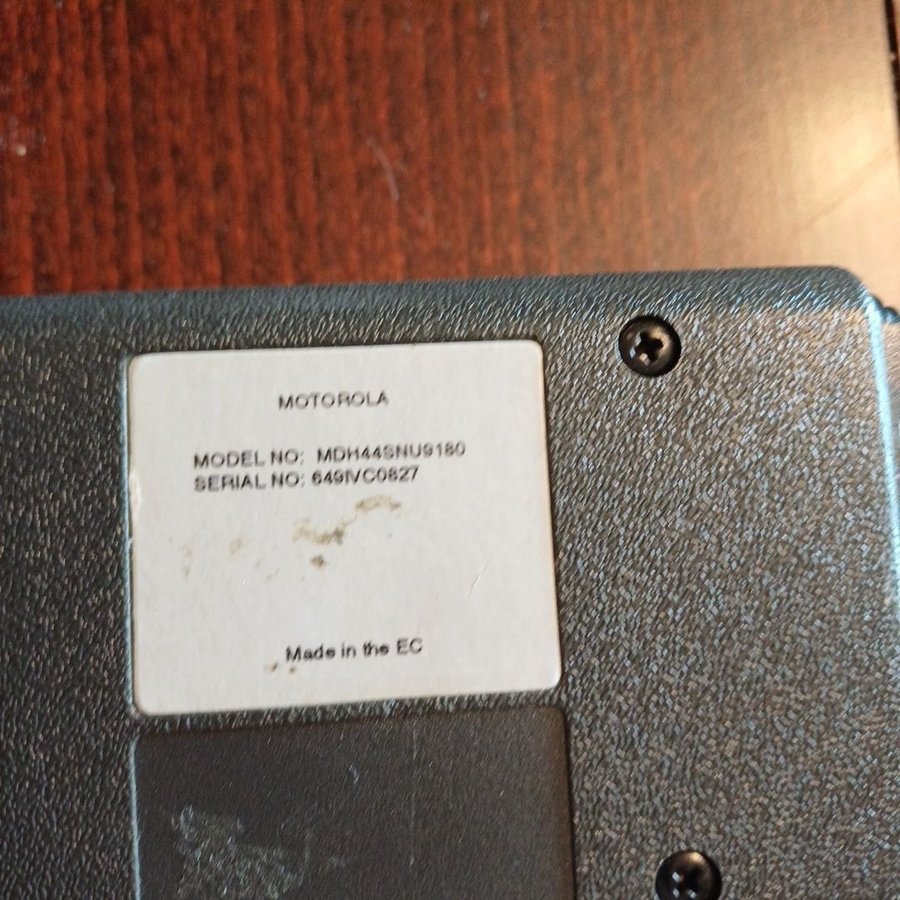 MOTOROLA
MODEL NO: MDH44SNU9180
SERIAL NO: 649IVC0827
Made in the EC